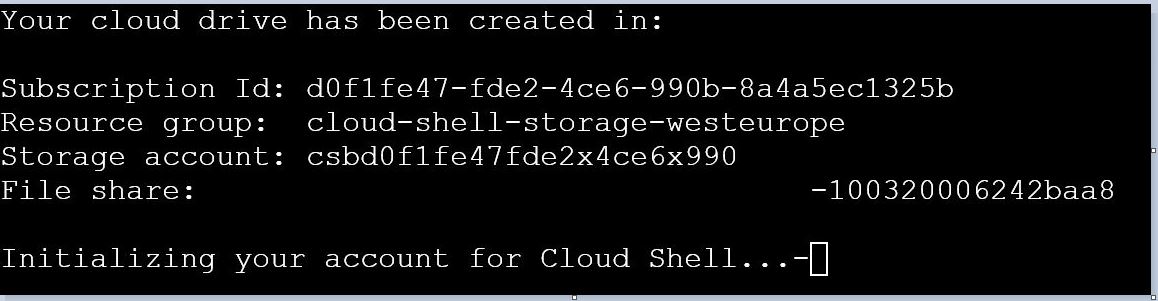 Your cloud drive has been created in:
Subscription Id: d0f1fe47-fde2-4ce6-990b-8a4a5ec1325b
Resource group:  cloud-shell-storage-westeurope
Storage account: csbd0f1fe47fde2x4ce6x990
File share: -100320006242baa8
Initializing your account for Cloud Shell...-